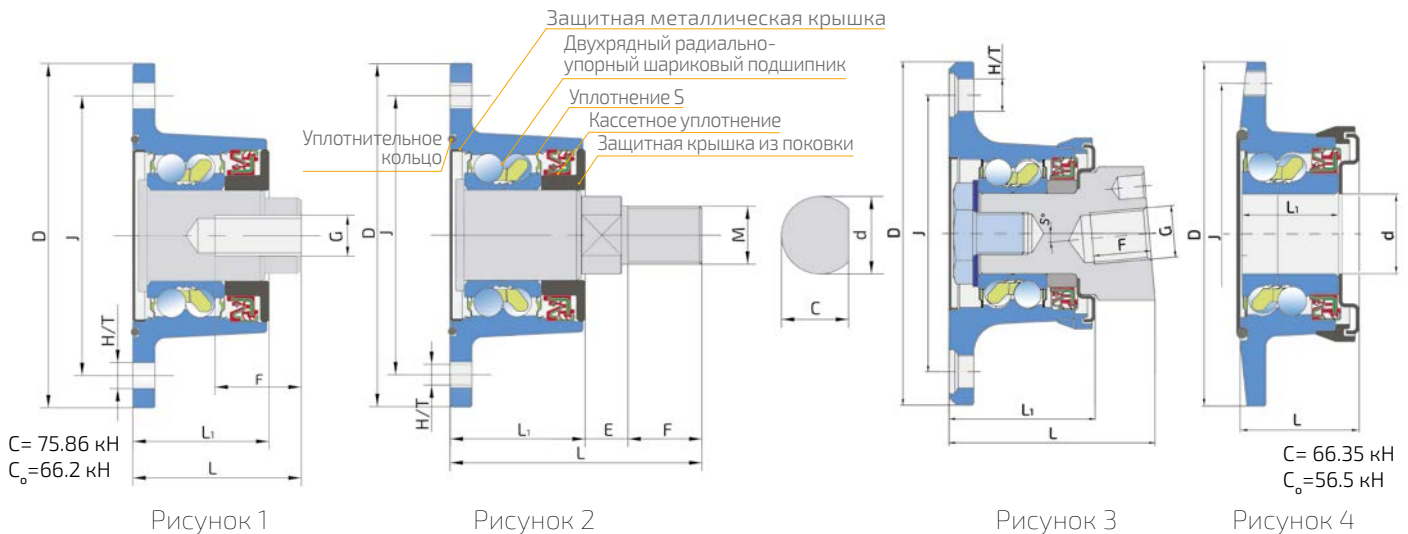 Защитная металлическая крышка
Двухрядный радиально-
упорный шариковый подшипник
Уплотнение S
Кассетное уплотнение
Защитная крышка из поковки
Уплотнительное
кольцо
D
J
H/T
G
F
L₁
L
C= 75.86 кН
Cₒ=66.2 кН
Рисунок 1
D
J
H/T
M
L₁
E
F
L
Рисунок 2
d
C
H/T
D
J
5°
F
G
L₁
L
Рисунок 3
D
J
L₁
d
L
C= 66.35 кН
Cₒ=56.5 кН
Рисунок 4